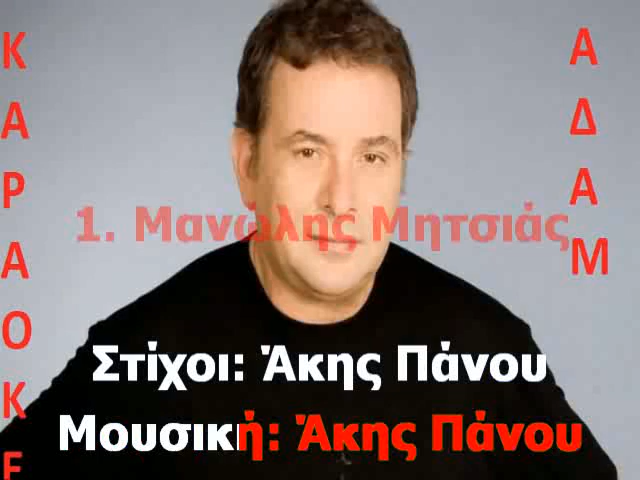 ΚΑΡΑΟΚΕ
ΑΔΑΜ
1. Μανώλης Μητσιάς
Στίχοι: Άκης Πάνου
Μουσική: Άκης Πάνου